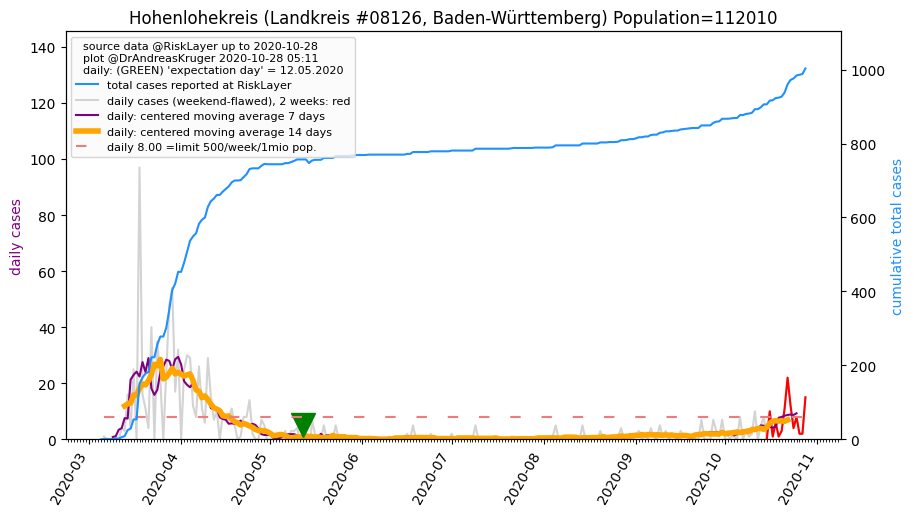 Hohenlohekreis (Landkreis #08126, Baden-Württemberg) Population=112010
source data @RiskLayer up to 2020-10-28
plot @DrAndreasKruger 2020-10-28 05:11
daily: (GREEN) 'expectation day' = 12.05.2020
total cases reported at RiskLayer
daily cases (weekend-flawed), 2 weeks: red
daily: centered moving average 7 days
daily: centered moving average 14 days
daily 8.00 =limit 500/week/1mio pop.
daily cases
140
120
100
80
60
40
20
0
cumulative total cases
1000
800
600
400
200
0
2020-03
2020-04
2020-05
2020-06
2020-07
2020-08
2020-09
2020-10
2020-11